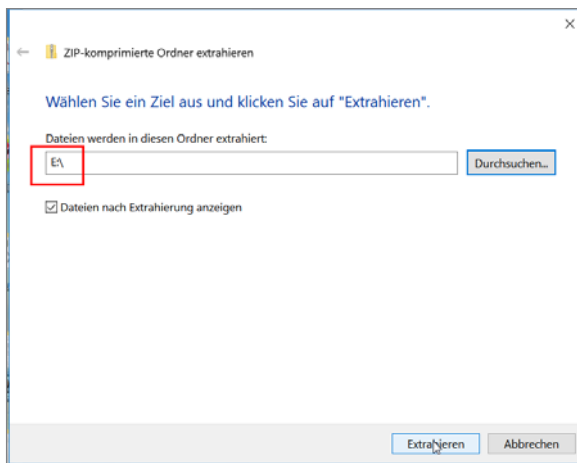 ZIP-komprimierte Ordner extrahieren
Wählen Sie ein Ziel aus und klicken Sie auf "Extrahieren".
Dateien werden in diesen Ordner extrahiert:
E:\
Durchsuchen...
Dateien nach Extrahierung anzeigen
Extrahieren Abbrechen